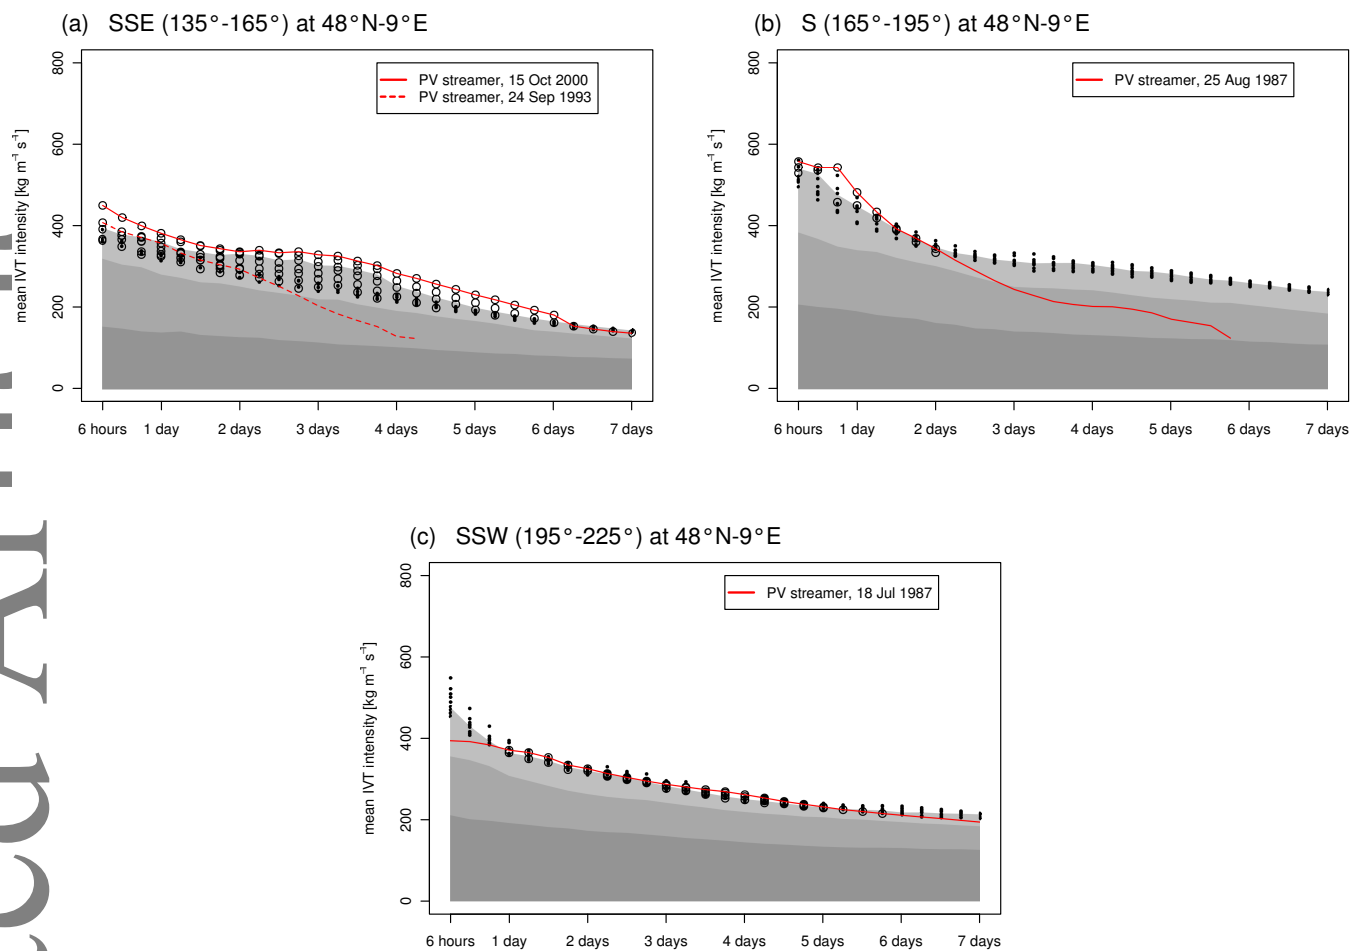 (a) SSE (135°-165°) at 48°N-9°E
mean IVT intensity [kg m⁻¹ s⁻¹]
800
600
400
200
0
PV streamer, 15 Oct 2000
PV streamer, 24 Sep 1993
6 hours 1 day 2 days 3 days 4 days 5 days 6 days 7 days
(b) S (165°-195°) at 48°N-9°E
mean IVT intensity [kg m⁻¹ s⁻¹]
800
600
400
200
0
PV streamer, 25 Aug 1987
6 hours 1 day 2 days 3 days 4 days 5 days 6 days 7 days
(c) SSW (195°-225°) at 48°N-9°E
mean IVT intensity [kg m⁻¹ s⁻¹]
800
600
400
200
0
PV streamer, 18 Jul 1987
6 hours 1 day 2 days 3 days 4 days 5 days 6 days 7 days